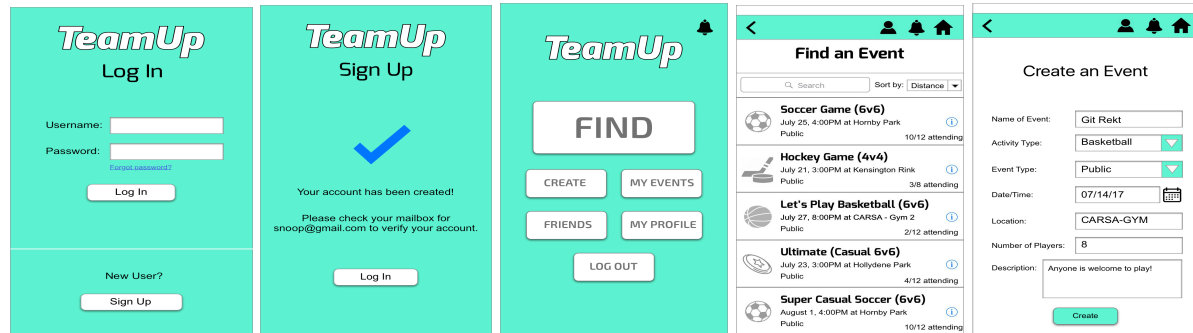 TeamUp
Log In
Username:
Password:
Forgot password?
Log In
New User?
Sign Up
TeamUp
Sign Up
Your account has been created!
Please check your mailbox for
snoop@gmail.com to verify your account.
Log In
TeamUp
FIND
CREATE
MY EVENTS
FRIENDS
MY PROFILE
LOG OUT
Find an Event
Search
Sort by: Distance
Soccer Game (6v6)
July 25, 4:00PM at Hornby Park
Public
10/12 attending
Hockey Game (4v4)
July 21, 3:00PM at Kensington Rink
Public
3/8 attending
Let's Play Basketball (6v6)
July 27, 8:00PM at CARSA - Gym 2
Public
2/12 attending
Ultimate (Casual 6v6)
July 23, 3:00PM at Hollydene Park
Public
4/12 attending
Super Casual Soccer (6v6)
August 1, 4:00PM at Hornby Park
Public
10/12 attending
Create an Event
Name of Event: Git Rekt
Activity Type: Basketball
Event Type: Public
Date/Time: 07/14/17
Location: CARSA-GYM
Number of Players: 8
Description: Anyone is welcome to play!
Create